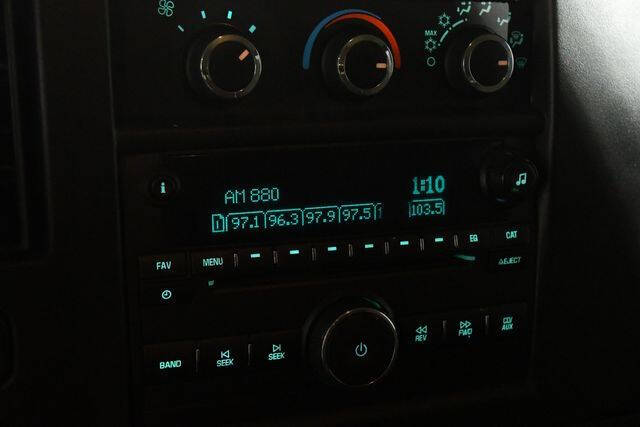 MAX
i
AM 880
1:10
1 97.1 96.3 97.9 97.5 103.5
FAV MENU EQ CAT
EJECT
BAND SEEK SEEK REV FWD CD/
AUX